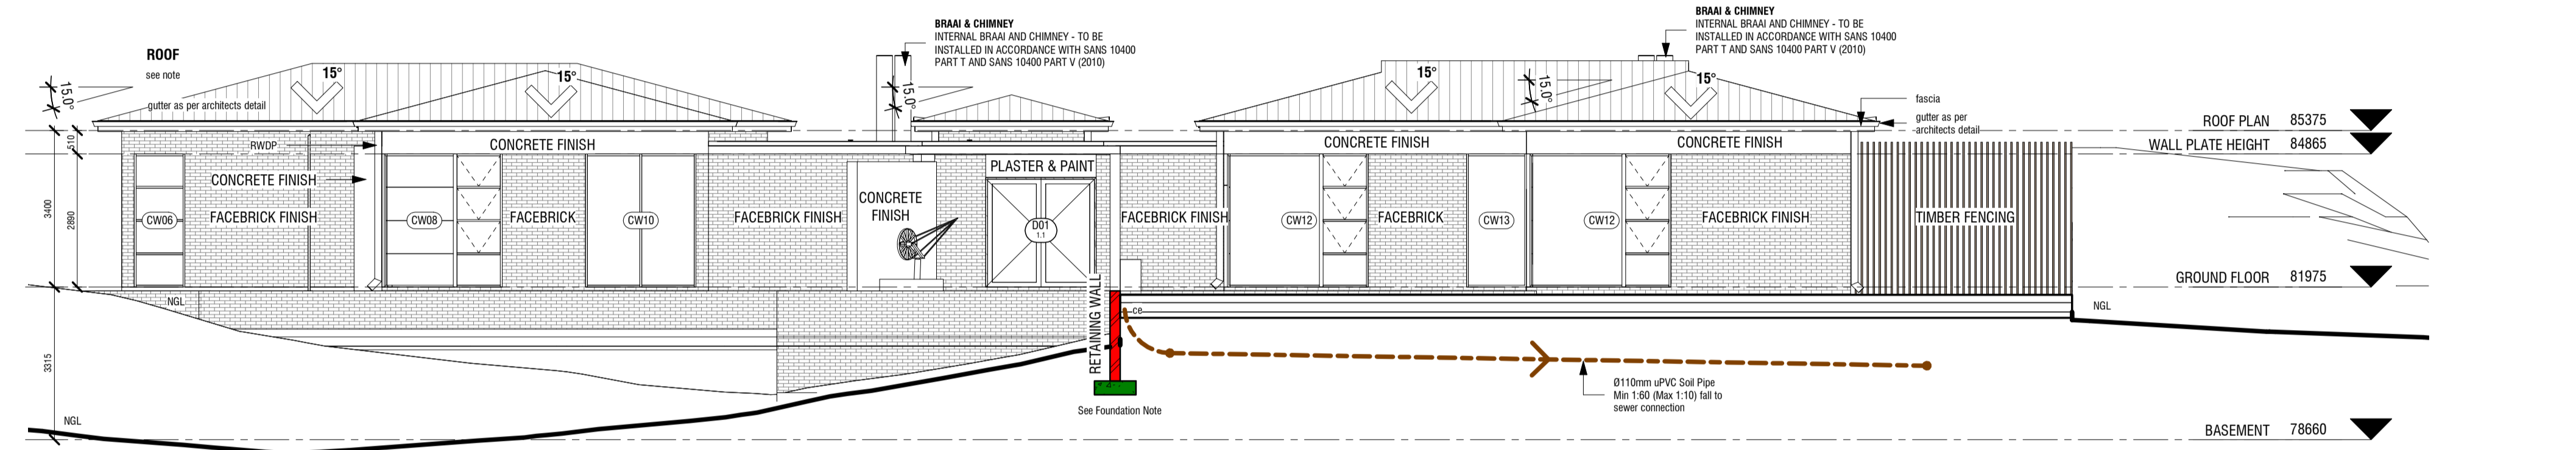 BRAAI & CHIMNEY
INTERNAL BRAAI AND CHIMNEY - TO BE
INSTALLED IN ACCORDANCE WITH SANS 10400
PART T AND SANS 10400 PART V (2010)
BRAAI & CHIMNEY
INTERNAL BRAAI AND CHIMNEY - TO BE
INSTALLED IN ACCORDANCE WITH SANS 10400
PART T AND SANS 10400 PART V (2010)
ROOF
see note
15.0°
gutter as per architects detail
15°
15°
15.0°
15°
15.0°
15°
fascia
gutter as per
architects detail
ROOF PLAN 85375
WALL PLATE HEIGHT 84865
GROUND FLOOR 81975
BASEMENT 78660
510
3400
2890
3315
RWDP
CONCRETE FINISH
CONCRETE FINISH
CONCRETE FINISH
CONCRETE FINISH
PLASTER & PAINT
CONCRETE
FINISH
CW06
FACEBRICK FINISH
CW08
FACEBRICK
CW10
FACEBRICK FINISH
D01
1.1
FACEBRICK FINISH
CW12
FACEBRICK
CW13
CW12
FACEBRICK FINISH
TIMBER FENCING
NGL
NGL
NGL
RETAINING WALL
ce
See Foundation Note
Ø110mm uPVC Soil Pipe
Min 1:60 (Max 1:10) fall to
sewer connection